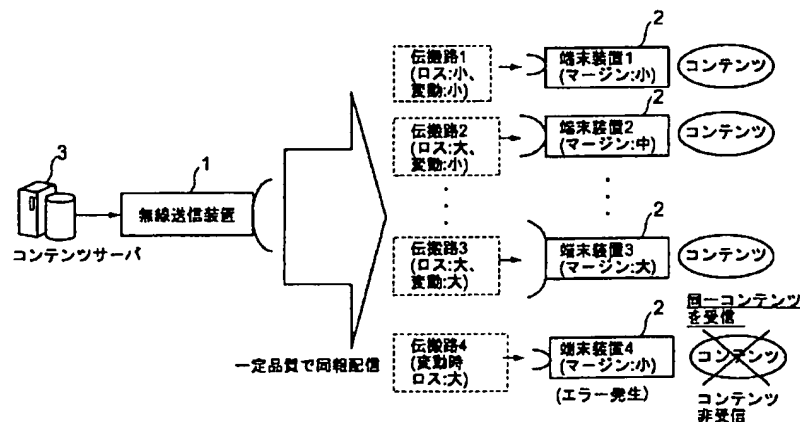 3
コンテンツサーバ
1
無線送信装置
一定品質で同報配信
伝搬路1
(ロス:小、
変動:小)
2
端末装置1
(マージン:小)
コンテンツ
伝搬路2
(ロス:大、
変動:小)
2
端末装置2
(マージン:中)
コンテンツ
伝搬路3
(ロス:大、
変動:大)
2
端末装置3
(マージン:大)
コンテンツ
同一コンテンツ
を受信
伝搬路4
(変動時
ロス:大)
2
端末装置4
(マージン:小)
(エラー発生)
コンテンツ
コンテンツ
非受信